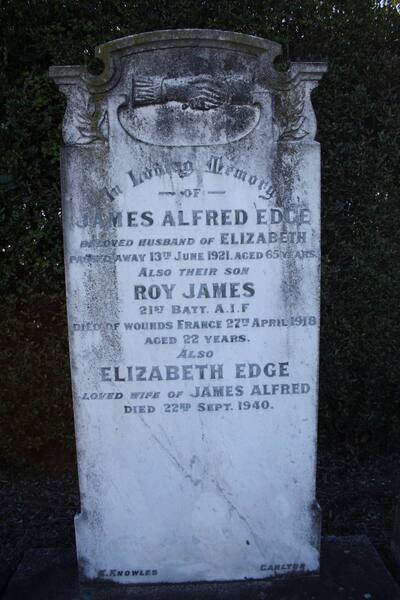 In Loving Memory
— OF —
JAMES ALFRED EDGE
BELOVED HUSBAND OF ELIZABETH
PASSED AWAY 13TH JUNE 1921, AGED 65 YEARS.
ALSO THEIR SON
ROY JAMES
21ST BATT. A.I.F
DIED OF WOUNDS FRANCE 27TH APRIL 1918
AGED 22 YEARS.
ALSO
ELIZABETH EDGE
LOVED WIFE OF JAMES ALFRED
DIED 22ND SEPT. 1940.
KNOWLES CARLTON